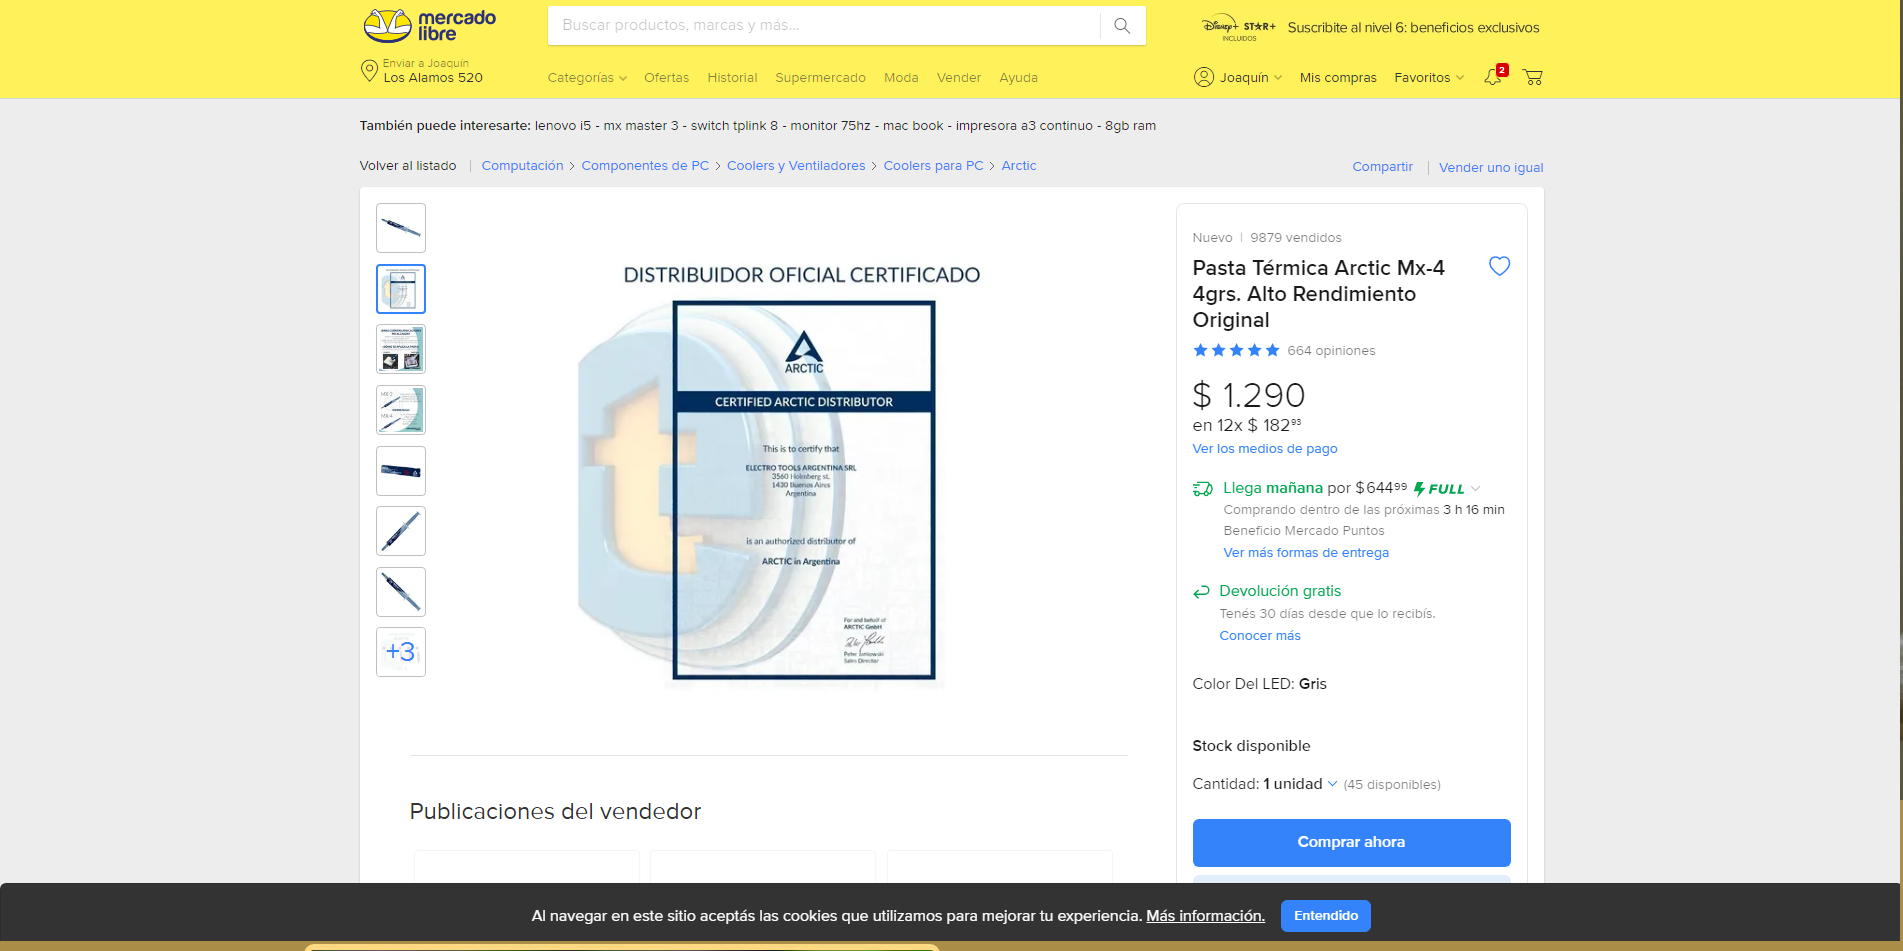 mercado
libre
Buscar productos, marcas y más...
Disney+ STAR+
INCLUIDOS
Suscribite al nivel 6: beneficios exclusivos
Enviar a Joaquín
Los Alamos 520
Categorías Ofertas Historial Supermercado Moda Vender Ayuda
Joaquín Mis compras Favoritos 2
También puede interesarte: lenovo i5 - mx master 3 - switch tplink 8 - monitor 75hz - mac book - impresora a3 continuo - 8gb ram
Volver al listado | Computación > Componentes de PC > Coolers y Ventiladores > Coolers para PC > Arctic
Compartir | Vender uno igual
+3
DISTRIBUIDOR OFICIAL CERTIFICADO
ARCTIC
CERTIFIED ARCTIC DISTRIBUTOR
This is to certify that
ELECTRO TOOLS ARGENTINA SRL
3560 Holmberg st.
1430 Buenos Aires
Argentina
is an authorized distributor of
ARCTIC in Argentina
For and behalf of
ARCTIC GmbH
Peter Jankowski
Sales Director
Publicaciones del vendedor
Nuevo | 9879 vendidos
Pasta Térmica Arctic Mx-4
4grs. Alto Rendimiento
Original
664 opiniones
$ 1.290
en 12x $ 182⁹³
Ver los medios de pago
Llega mañana por $ 644⁹⁹ FULL
Comprando dentro de las próximas 3 h 16 min
Beneficio Mercado Puntos
Ver más formas de entrega
Devolución gratis
Tenés 30 días desde que lo recibís.
Conocer más
Color Del LED: Gris
Stock disponible
Cantidad: 1 unidad (45 disponibles)
Comprar ahora
Al navegar en este sitio aceptás las cookies que utilizamos para mejorar tu experiencia. Más información.
Entendido